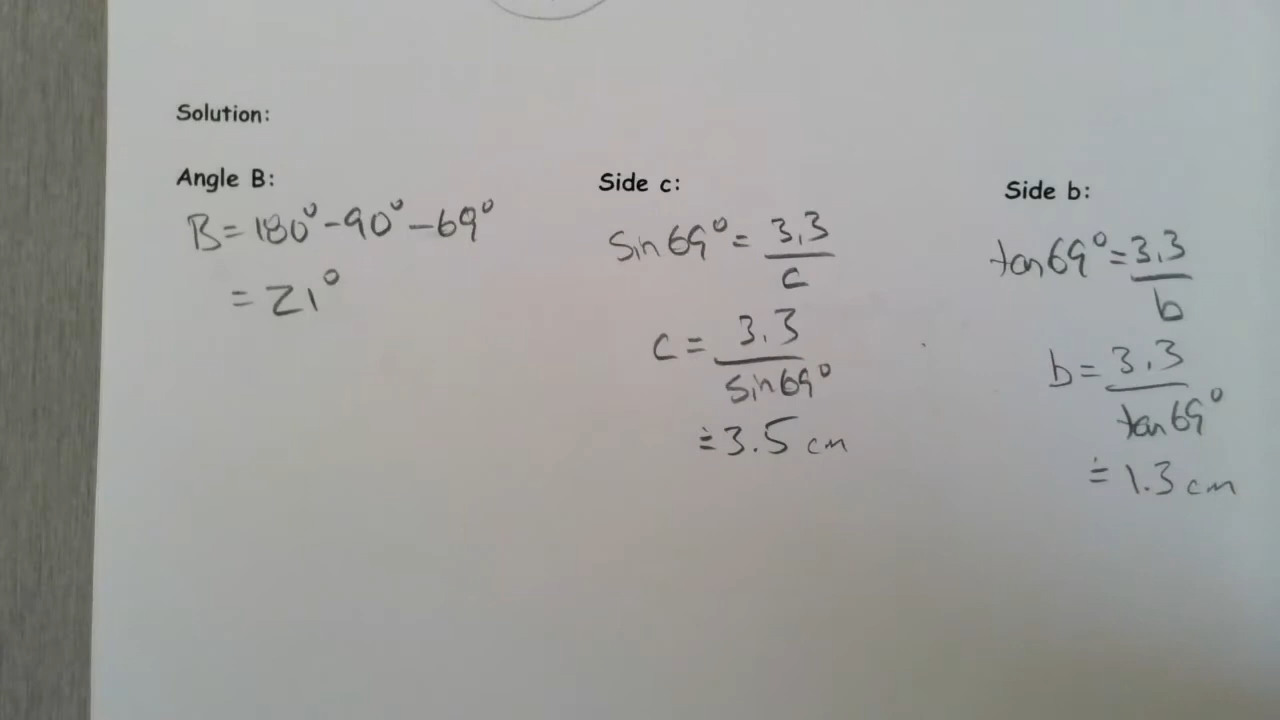 Solution:
Angle B:
B = 180° - 90° - 69°
= 21°
Side c:
sin 69° = 3.3/c
c = 3.3/sin 69°
≐ 3.5 cm
Side b:
tan 69° = 3.3/b
b = 3.3/tan 69°
≐ 1.3 cm